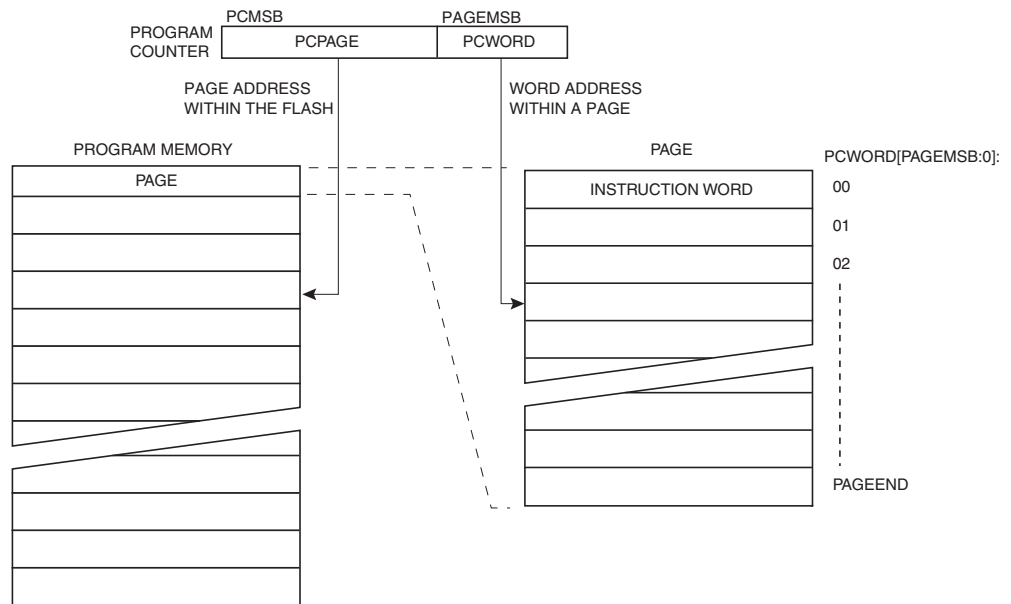 PCMSB PAGEMSB
PROGRAM
COUNTER
PCPAGE PCWORD
PAGE ADDRESS
WITHIN THE FLASH
WORD ADDRESS
WITHIN A PAGE
PROGRAM MEMORY
PAGE
PAGE
INSTRUCTION WORD
PCWORD[PAGEMSB:0]:
00
01
02
PAGEEND